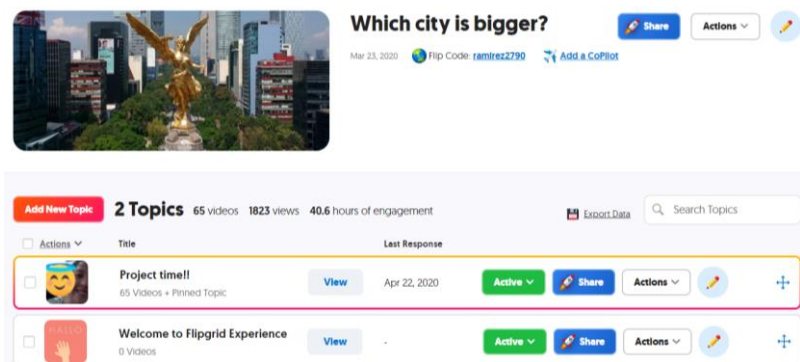 Which city is bigger?
Share
Actions
Mar 23, 2020 Flip Code: ramirez2790 Add a CoPilot
Add New Topic 2 Topics 65 videos 1823 views 40.6 hours of engagement Export Data Search Topics
Actions Title Last Response
Project time!!
65 Videos + Pinned Topic
View Apr 22, 2020 Active Share Actions
HALLO
Welcome to Flipgrid Experience
0 Videos
View - Active Share Actions